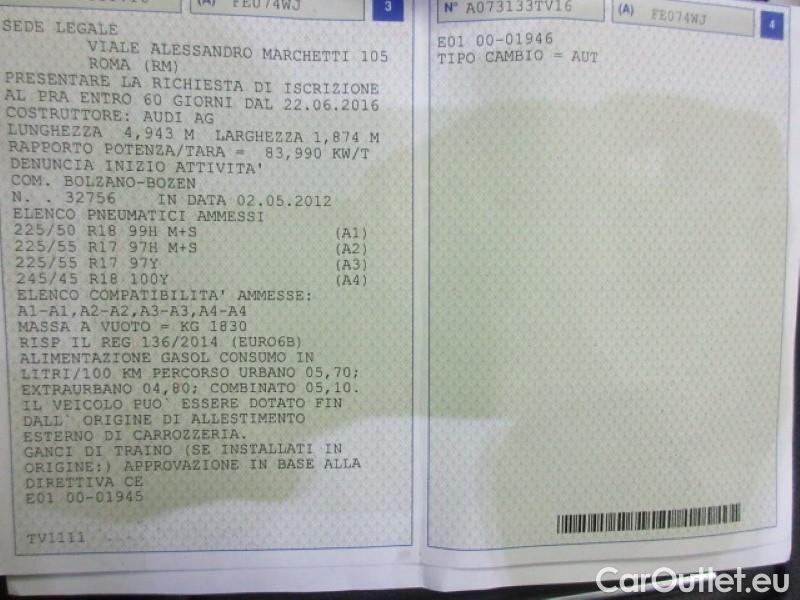 (A) FE074WJ
3
SEDE LEGALE
VIALE ALESSANDRO MARCHETTI 105
ROMA (RM)
PRESENTARE LA RICHIESTA DI ISCRIZIONE
AL PRA ENTRO 60 GIORNI DAL 22.06.2016
COSTRUTTORE: AUDI AG
LUNGHEZZA 4,943 M LARGHEZZA 1,874 M
RAPPORTO POTENZA/TARA = 83,990 KW/T
DENUNCIA INIZIO ATTIVITA'
COM. BOLZANO-BOZEN
N. . 32756 IN DATA 02.05.2012
ELENCO PNEUMATICI AMMESSI
225/50 R18 99H M+S (A1)
225/55 R17 97H M+S (A2)
225/55 R17 97Y (A3)
245/45 R18 100Y (A4)
ELENCO COMPATIBILITA' AMMESSE:
A1-A1,A2-A2,A3-A3,A4-A4
MASSA A VUOTO = KG 1830
RISP IL REG 136/2014 (EURO6B)
ALIMENTAZIONE GASOL CONSUMO IN
LITRI/100 KM PERCORSO URBANO 05,70;
EXTRAURBANO 04,80; COMBINATO 05,10.
IL VEICOLO PUO` ESSERE DOTATO FIN
DALL` ORIGINE DI ALLESTIMENTO
ESTERNO DI CARROZZERIA.
GANCI DI TRAINO (SE INSTALLATI IN
ORIGINE:) APPROVAZIONE IN BASE ALLA
DIRETTIVA CE
E01 00-01945
TV1111
N° A073133TV16
(A) FE074WJ
4
E01 00-01946
TIPO CAMBIO = AUT
CarOutlet.eu